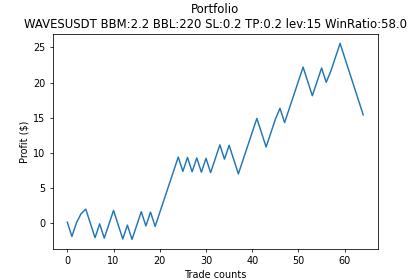 Portfolio
WAVESUSDT BBM:2.2 BBL:220 SL:0.2 TP:0.2 lev:15 WinRatio:58.0
25
20
15
10
5
0
Profit ($)
0 10 20 30 40 50 60
Trade counts